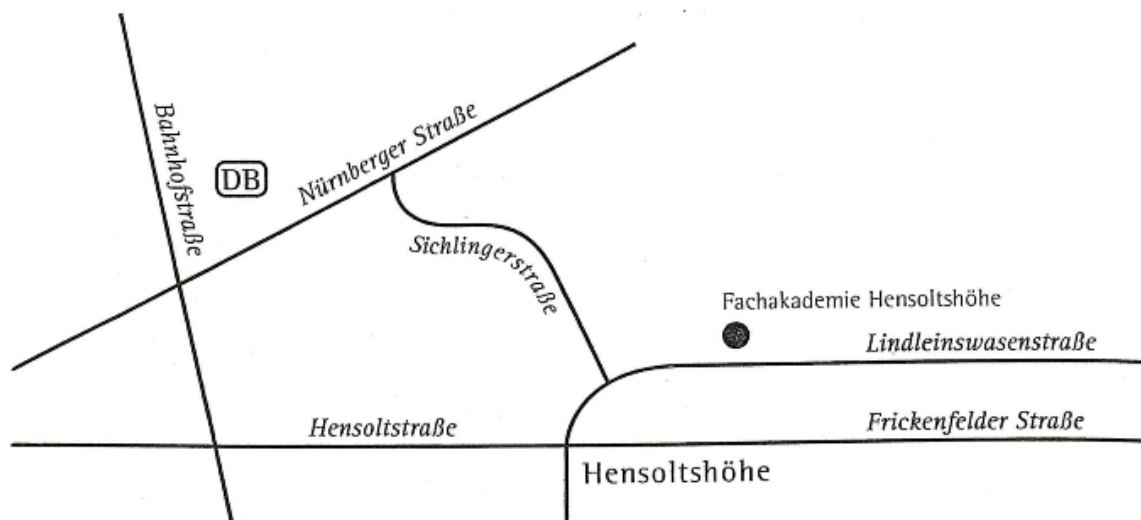 Bahnhofstraße
DB
Nürnberger Straße
Sichlingerstraße
Fachakademie Hensoltshöhe
Lindleinswasenstraße
Hensoltstraße
Frickenfelder Straße
Hensoltshöhe